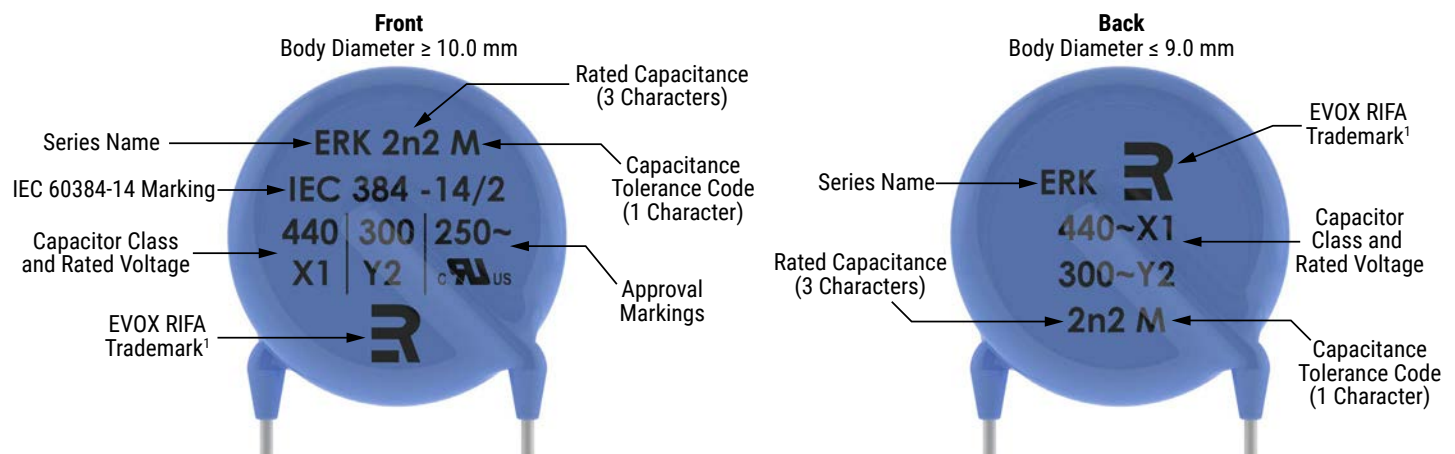 Front
Body Diameter ≥ 10.0 mm
Rated Capacitance
(3 Characters)
Series Name
IEC 60384-14 Marking
Capacitor Class
and Rated Voltage
EVOX RIFA
Trademark¹
ERK 2n2 M
IEC 384 -14/2
440 300 250~
X1 Y2 c RU US
R
Capacitance
Tolerance Code
(1 Character)
Approval
Markings
Back
Body Diameter ≤ 9.0 mm
Series Name
Rated Capacitance
(3 Characters)
ERK R
440~X1
300~Y2
2n2 M
EVOX RIFA
Trademark¹
Capacitor
Class and
Rated Voltage
Capacitance
Tolerance Code
(1 Character)